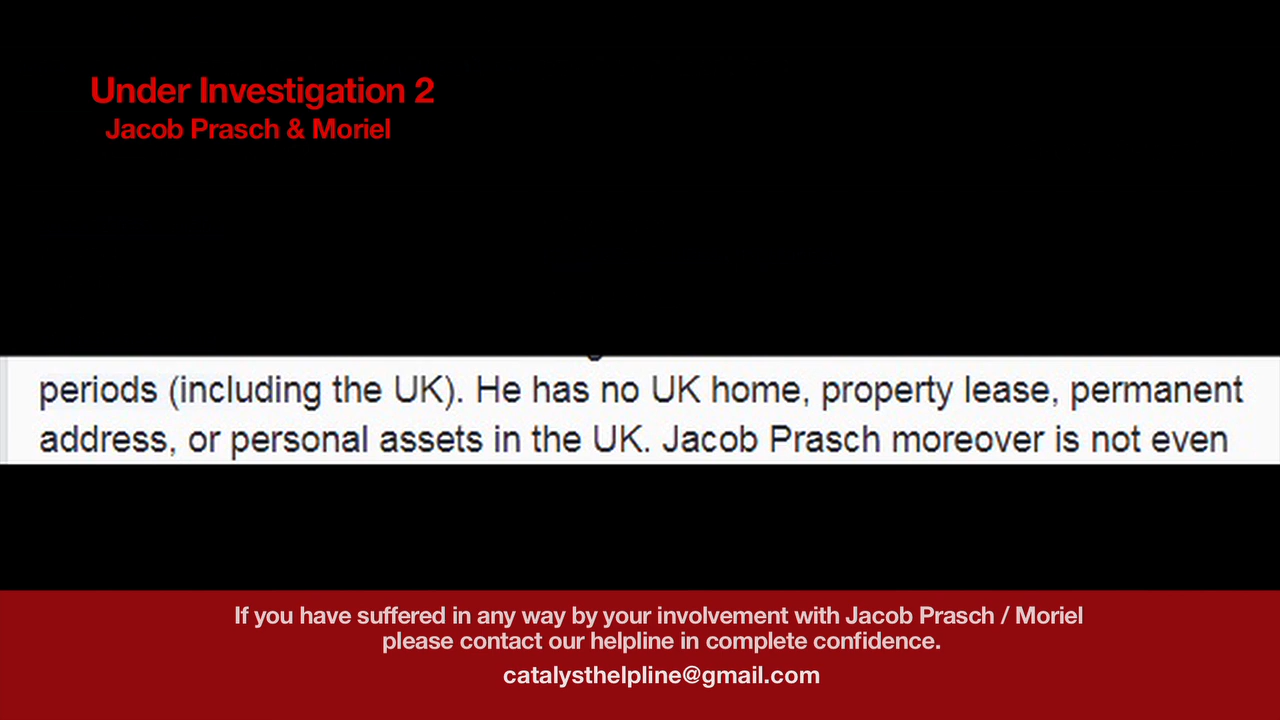 Under Investigation 2
Jacob Prasch & Moriel
periods (including the UK). He has no UK home, property lease, permanent
address, or personal assets in the UK. Jacob Prasch moreover is not even
If you have suffered in any way by your involvement with Jacob Prasch / Moriel
please contact our helpline in complete confidence.
catalysthelpline@gmail.com